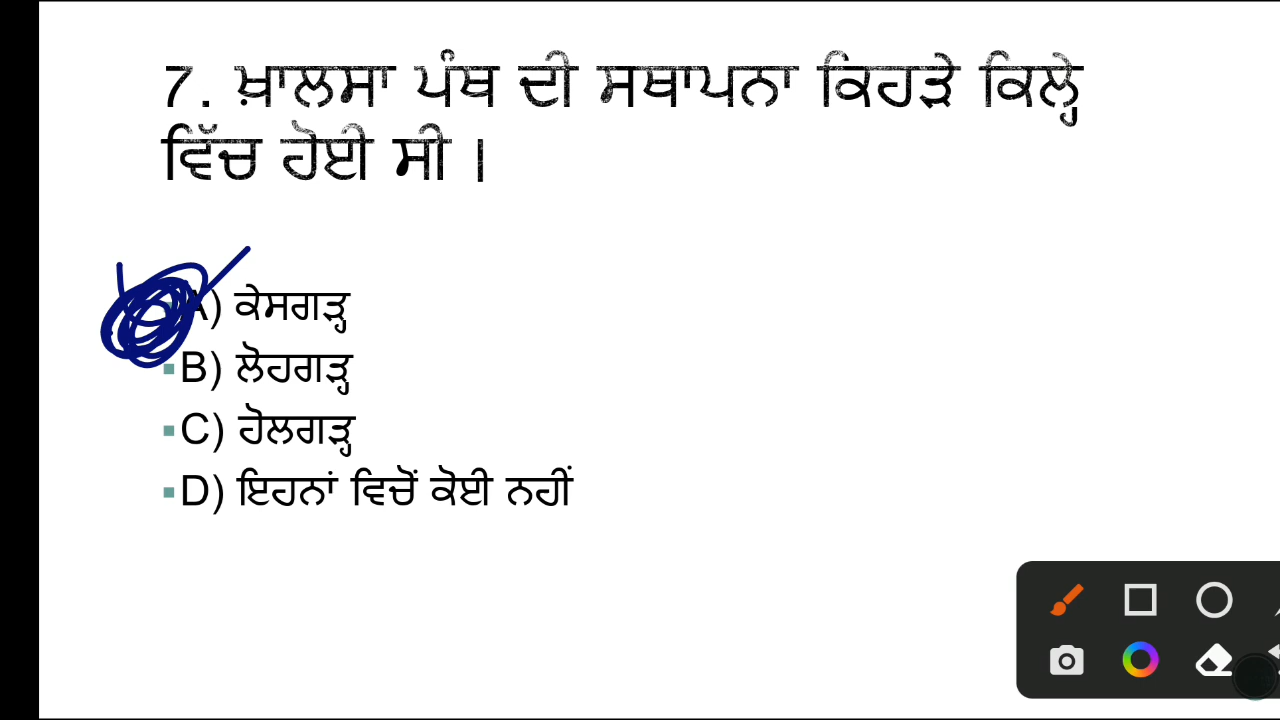 7. ਖ਼ਾਲਸਾ ਪੰਥ ਦੀ ਸਥਾਪਨਾ ਕਿਹੜੇ ਕਿਲ੍ਹੇ
ਵਿੱਚ ਹੋਈ ਸੀ ।
A) ਕੇਸਗੜ੍ਹ
B) ਲੋਹਗੜ੍ਹ
C) ਹੋਲਗੜ੍ਹ
D) ਇਹਨਾਂ ਵਿਚੋਂ ਕੋਈ ਨਹੀਂ